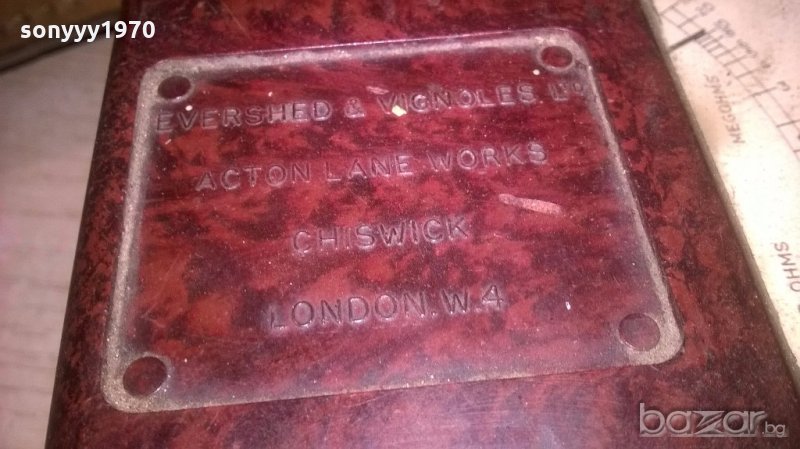 sonyyy1970
EVERSHED & VIGNOLES LTD
ACTON LANE WORKS
CHISWICK
LONDON. W. 4
MEGOHMS
OHMS
bazar.bg